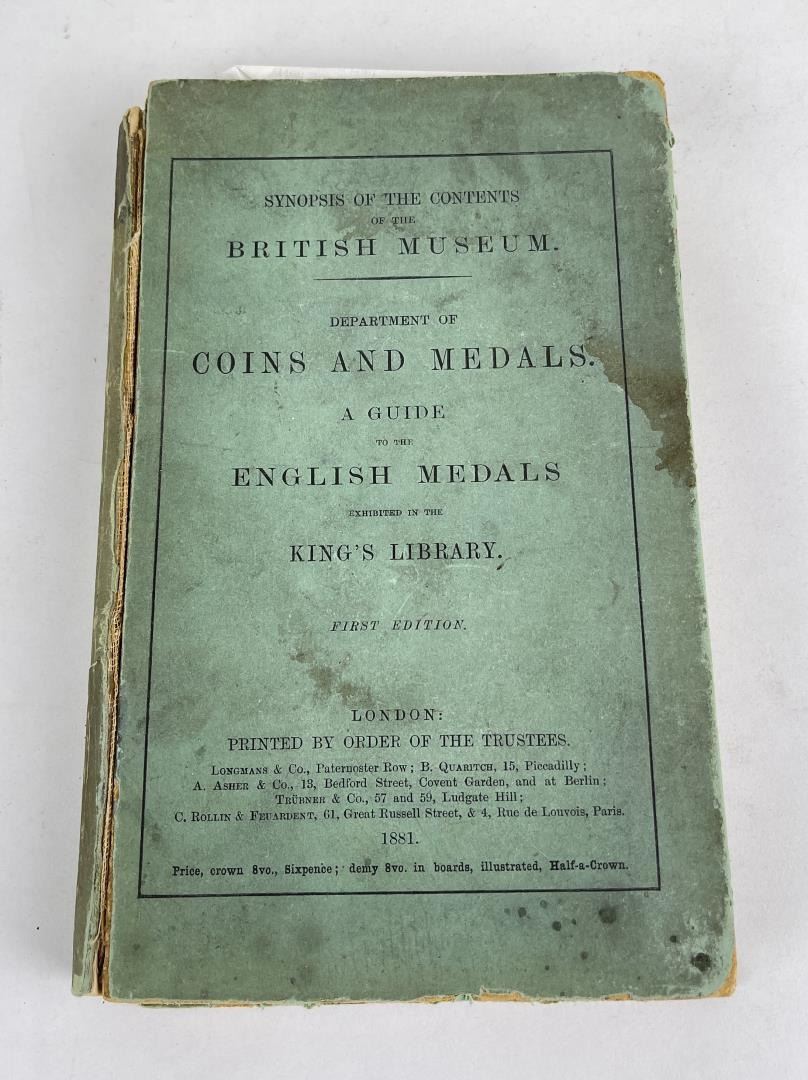 SYNOPSIS OF THE CONTENTS
OF THE
BRITISH MUSEUM.
DEPARTMENT OF
COINS AND MEDALS.
A GUIDE
TO THE
ENGLISH MEDALS
EXHIBITED IN THE
KING'S LIBRARY.
FIRST EDITION.
LONDON:
PRINTED BY ORDER OF THE TRUSTEES.
LONGMANS & Co., Paternoster Row; B. QUARITCH, 15, Piccadilly;
A. ASHER & Co., 13, Bedford Street, Covent Garden, and at Berlin;
TRÜBNER & Co., 57 and 59, Ludgate Hill;
C. ROLLIN & FEUARDENT, 61, Great Russell Street, & 4, Rue de Louvois, Paris.
1881.
Price, crown 8vo., Sixpence; demy 8vo. in boards, illustrated, Half-a-Crown.